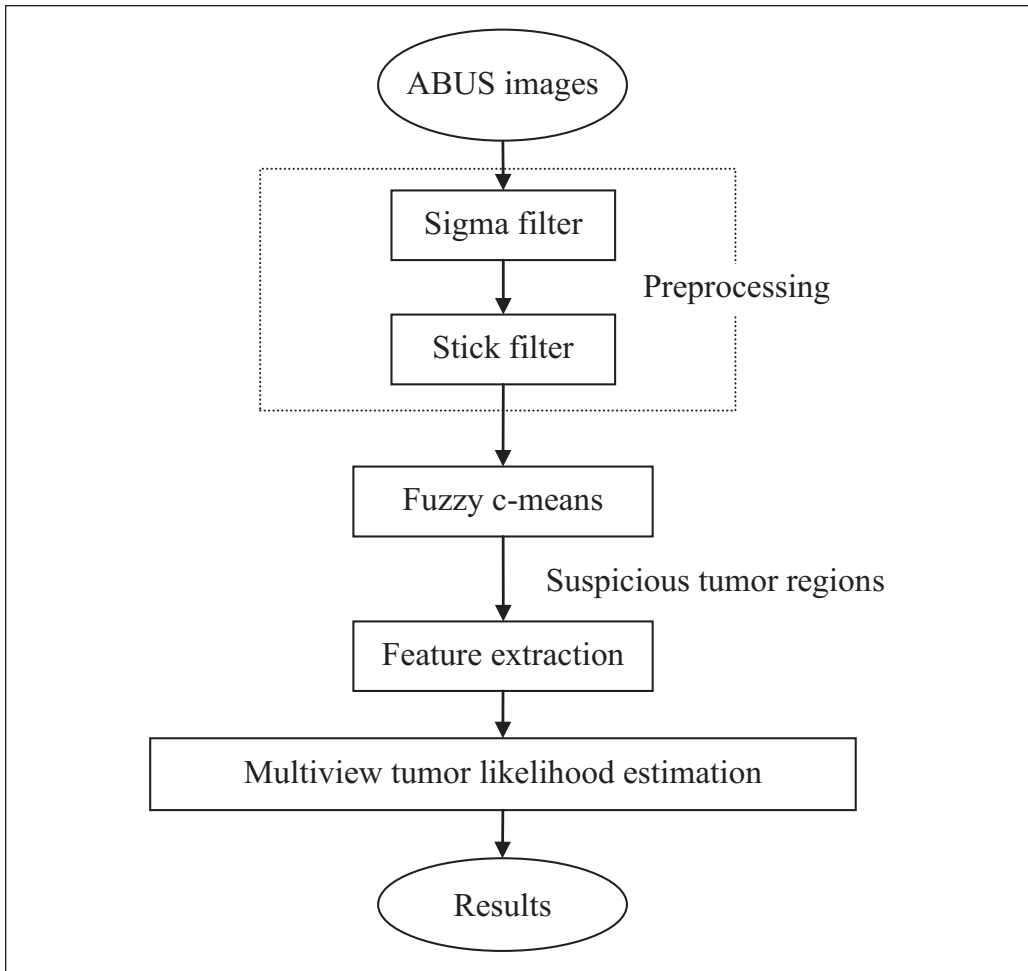 ABUS images
Sigma filter
Preprocessing
Stick filter
Fuzzy c-means
Suspicious tumor regions
Feature extraction
Multiview tumor likelihood estimation
Results